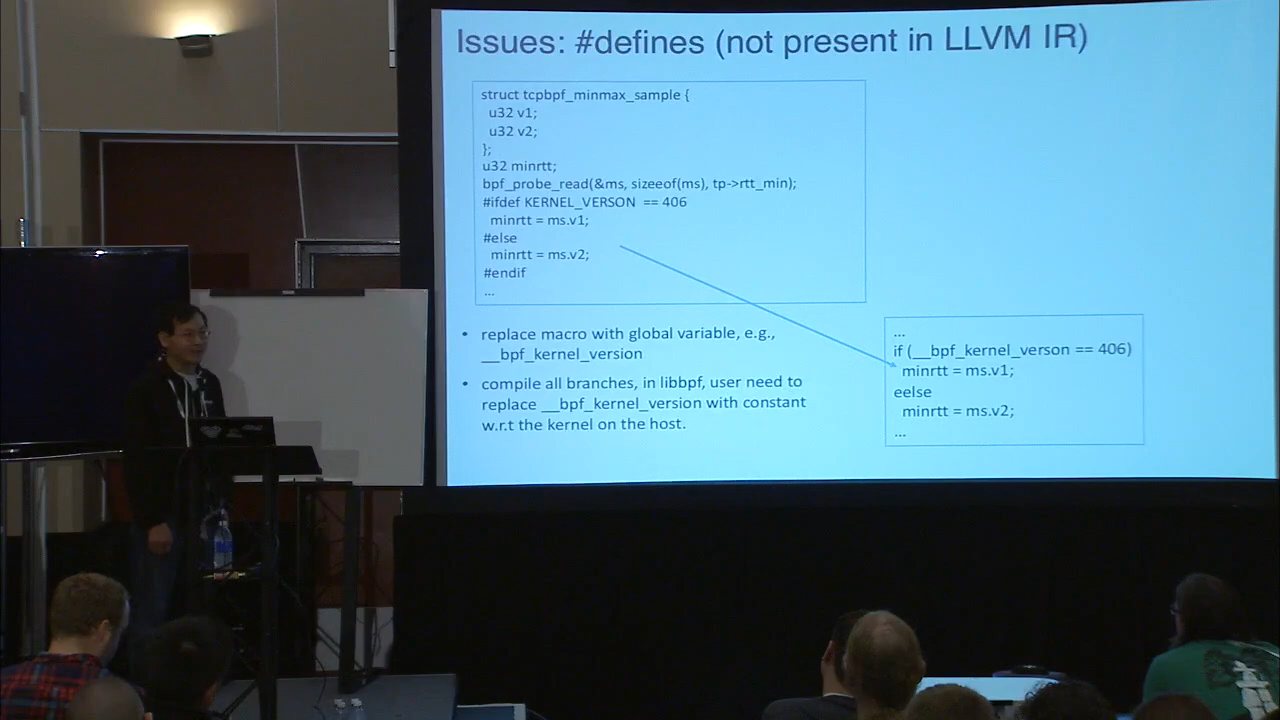 Issues: #defines (not present in LLVM IR)
struct tcpbpf_minmax_sample {
u32 v1;
u32 v2;
};
u32 minrtt;
bpf_probe_read(&ms, sizeeof(ms), tp->rtt_min);
#ifdef KERNEL_VERSON == 406
minrtt = ms.v1;
#else
minrtt = ms.v2;
#endif
...
• replace macro with global variable, e.g.,
__bpf_kernel_version
• compile all branches, in libbpf, user need to
replace __bpf_kernel_version with constant
w.r.t the kernel on the host.
...
if (__bpf_kernel_verson == 406)
minrtt = ms.v1;
eelse
minrtt = ms.v2;
...